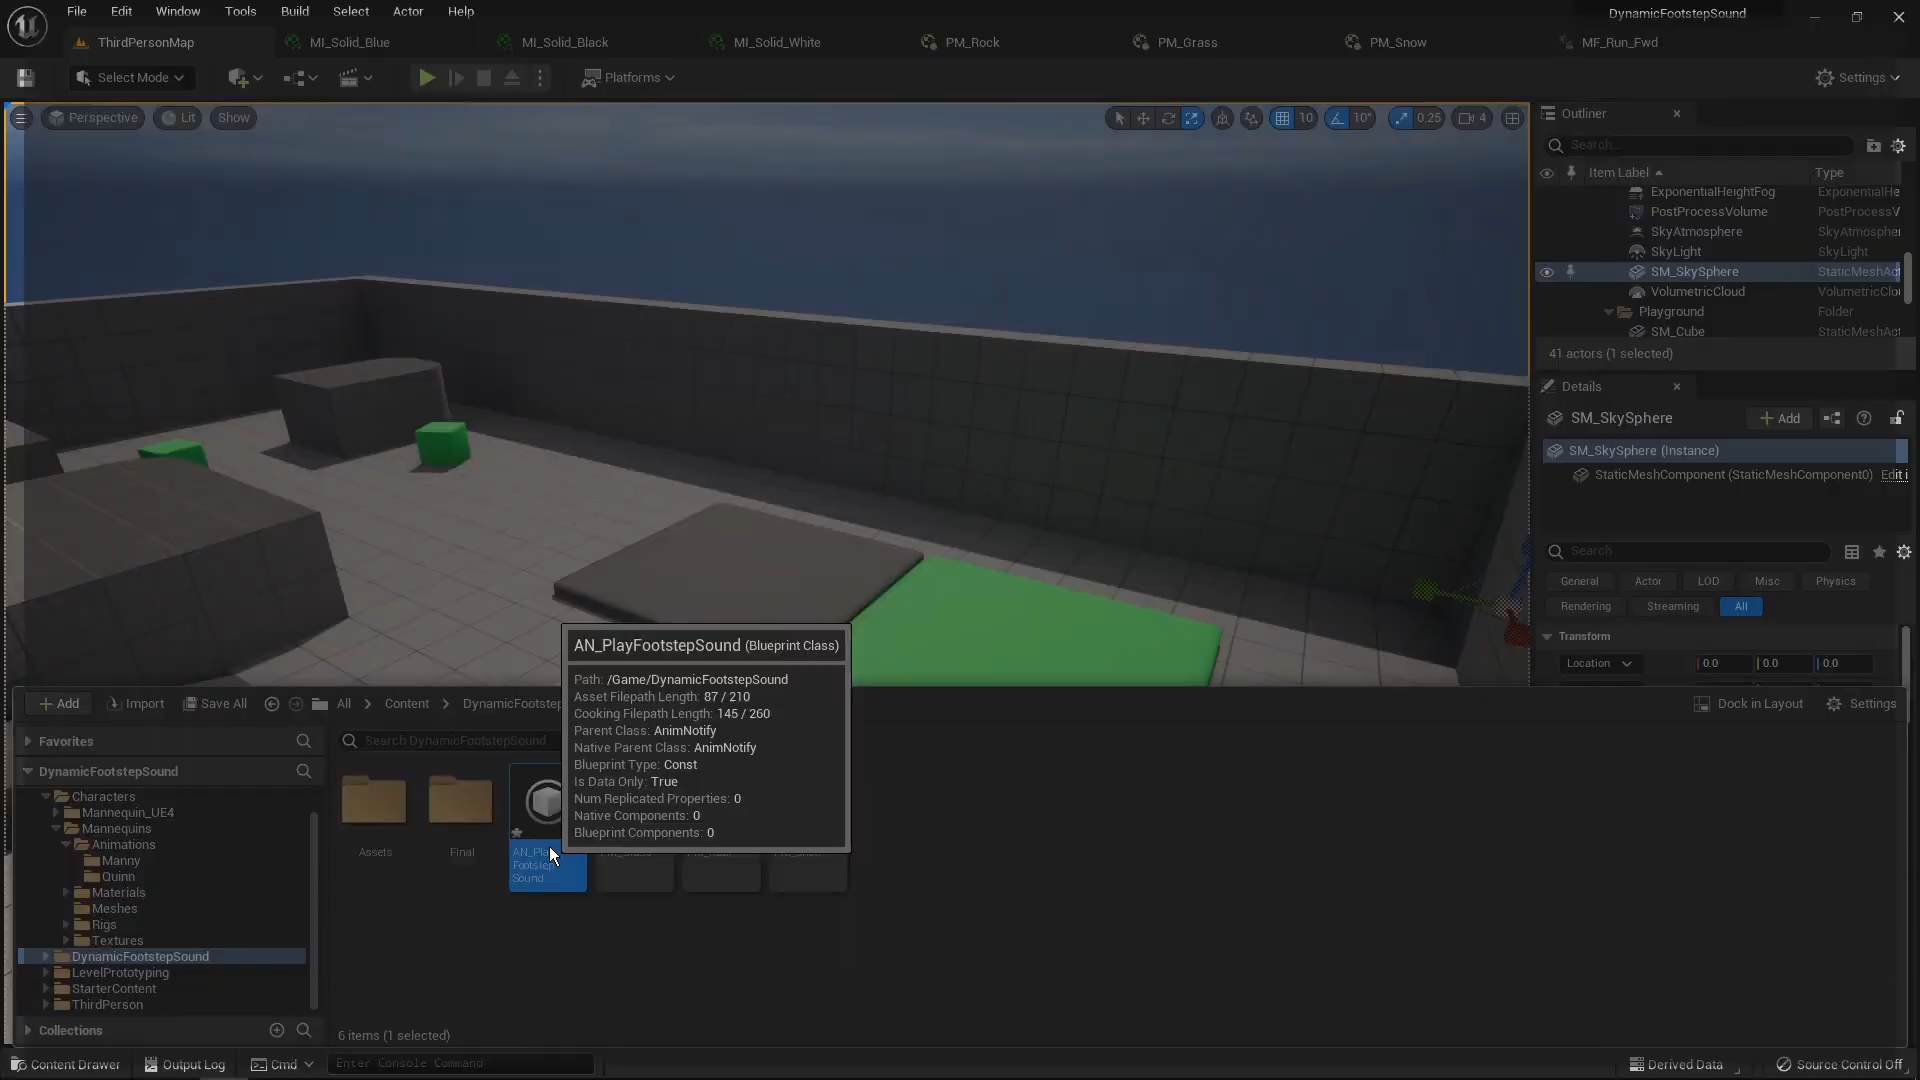 File Edit Window Tools Build Select Actor Help
DynamicFootstepSound
ThirdPersonMap
MI_Solid_Blue
MI_Solid_Black
MI_Solid_White
PM_Rock
PM_Grass
PM_Snow
MF_Run_Fwd
Select Mode
Platforms
Settings
Perspective
Lit
Show
10
10°
0.25
4
Outliner
Search...
Item Label
Type
ExponentialHeightFog ExponentialHe
PostProcessVolume PostProcessV
SkyAtmosphere SkyAtmospher
SkyLight SkyLight
SM_SkySphere StaticMeshAct
VolumetricCloud VolumetricClou
Playground Folder
SM_Cube StaticMeshAct
41 actors (1 selected)
Details
SM_SkySphere
Add
SM_SkySphere (Instance)
StaticMeshComponent (StaticMeshComponent0) Edit i
Search
General Actor LOD Misc Physics
Rendering Streaming All
Transform
Location 0.0 0.0 0.0
AN_PlayFootstepSound (Blueprint Class)
Path: /Game/DynamicFootstepSound
Asset Filepath Length: 87 / 210
Cooking Filepath Length: 145 / 260
Parent Class: AnimNotify
Native Parent Class: AnimNotify
Blueprint Type: Const
Is Data Only: True
Num Replicated Properties: 0
Native Components: 0
Blueprint Components: 0
Add Import Save All All Content DynamicFootstep
Dock in Layout Settings
Favorites
Search DynamicFootstepSound
DynamicFootstepSound
Characters
Mannequin_UE4
Mannequins
Animations
Manny
Quinn
Materials
Meshes
Rigs
Textures
DynamicFootstepSound
LevelPrototyping
StarterContent
ThirdPerson
Collections
Assets
Final
AN_Play
Footstep
Sound
6 items (1 selected)
Content Drawer Output Log Cmd Enter Console Command
Derived Data Source Control Off